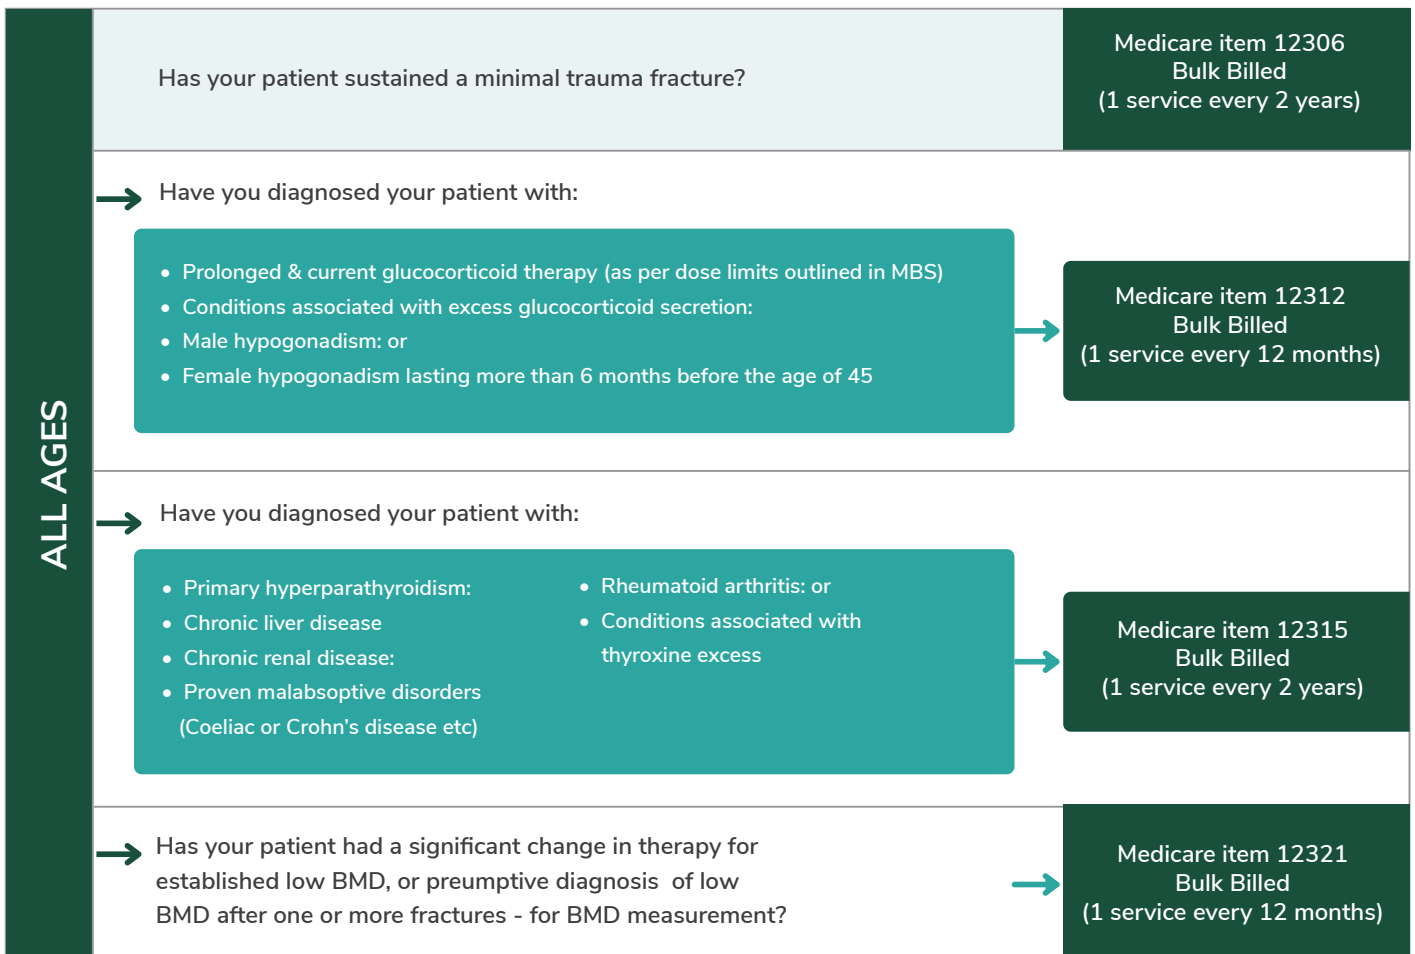 ALL AGES
Has your patient sustained a minimal trauma fracture?
Medicare item 12306
Bulk Billed
(1 service every 2 years)
Have you diagnosed your patient with:
• Prolonged & current glucocorticoid therapy (as per dose limits outlined in MBS)
• Conditions associated with excess glucocorticoid secretion:
• Male hypogonadism: or
• Female hypogonadism lasting more than 6 months before the age of 45
Medicare item 12312
Bulk Billed
(1 service every 12 months)
Have you diagnosed your patient with:
• Primary hyperparathyroidism:
• Chronic liver disease
• Chronic renal disease:
• Proven malabsoptive disorders
(Coeliac or Crohn’s disease etc)
• Rheumatoid arthritis: or
• Conditions associated with
thyroxine excess
Medicare item 12315
Bulk Billed
(1 service every 2 years)
Has your patient had a significant change in therapy for
established low BMD, or preumptive diagnosis of low
BMD after one or more fractures - for BMD measurement?
Medicare item 12321
Bulk Billed
(1 service every 12 months)